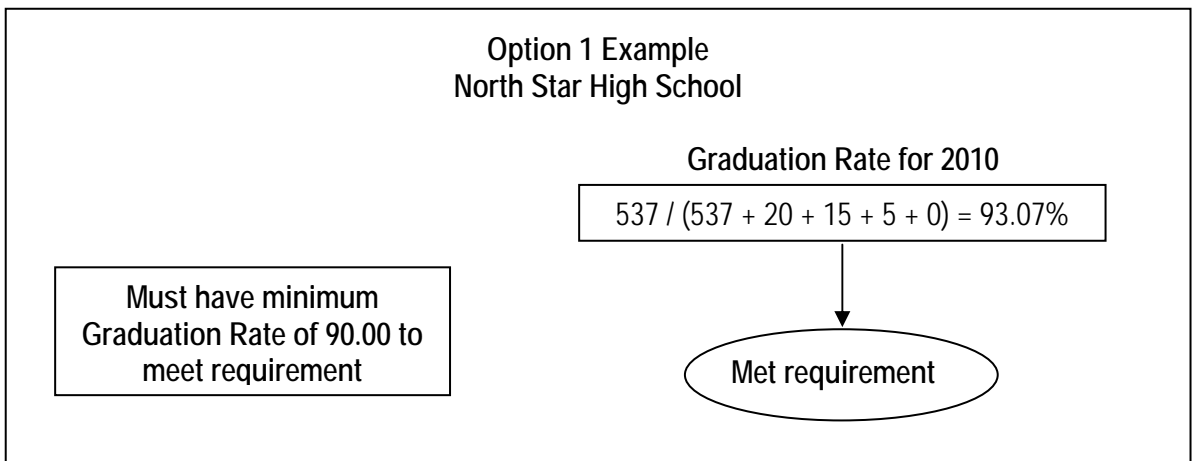 Option 1 Example
North Star High School
Graduation Rate for 2010
537 / (537 + 20 + 15 + 5 + 0) = 93.07%
Must have minimum
Graduation Rate of 90.00 to
meet requirement
Met requirement